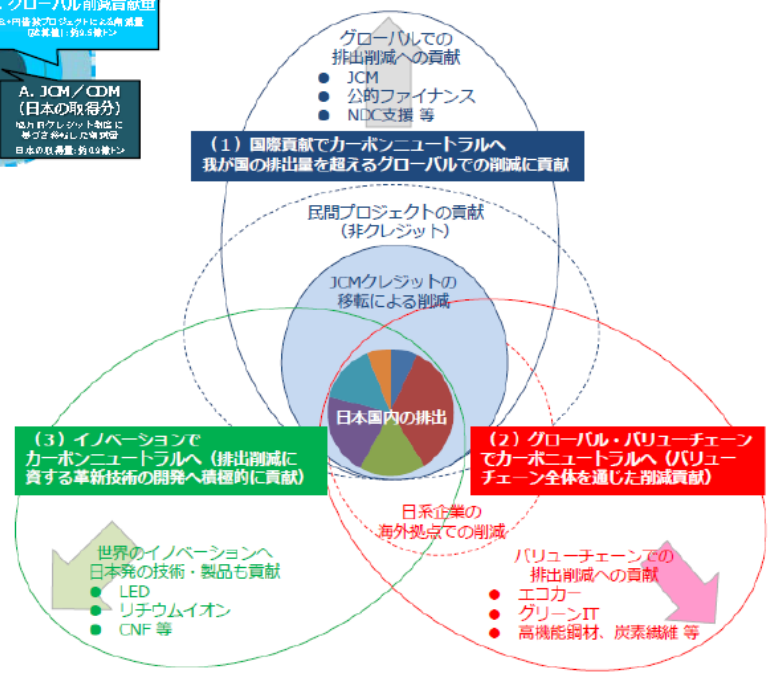 グローバル削減貢献量
A. JCM/CDM
(日本の取得分)
グローバルでの
排出削減への貢献
● JCM
● 公的ファイナンス
● NDC支援 等
(1)国際貢献でカーボンニュートラルへ
我が国の排出量を超えるグローバルでの削減に貢献
民間プロジェクトの貢献
(非クレジット)
JCMクレジットの
移転による削減
日本国内の排出
(3)イノベーションで
カーボンニュートラルへ(排出削減に
資する革新技術の開発へ積極的に貢献)
(2)グローバル・バリューチェーン
でカーボニュートラルへ(バリュー
チェーン全体を通じた削減貢献)
日系企業の
海外拠点での削減
世界のイノベーションへ
日本発の技術・製品も貢献
● LED
● リチウムイオン
● CNF 等
バリューチェーンでの
排出削減への貢献
● エコカー
● グリーンIT
● 高機能鋼材、炭素繊維 等